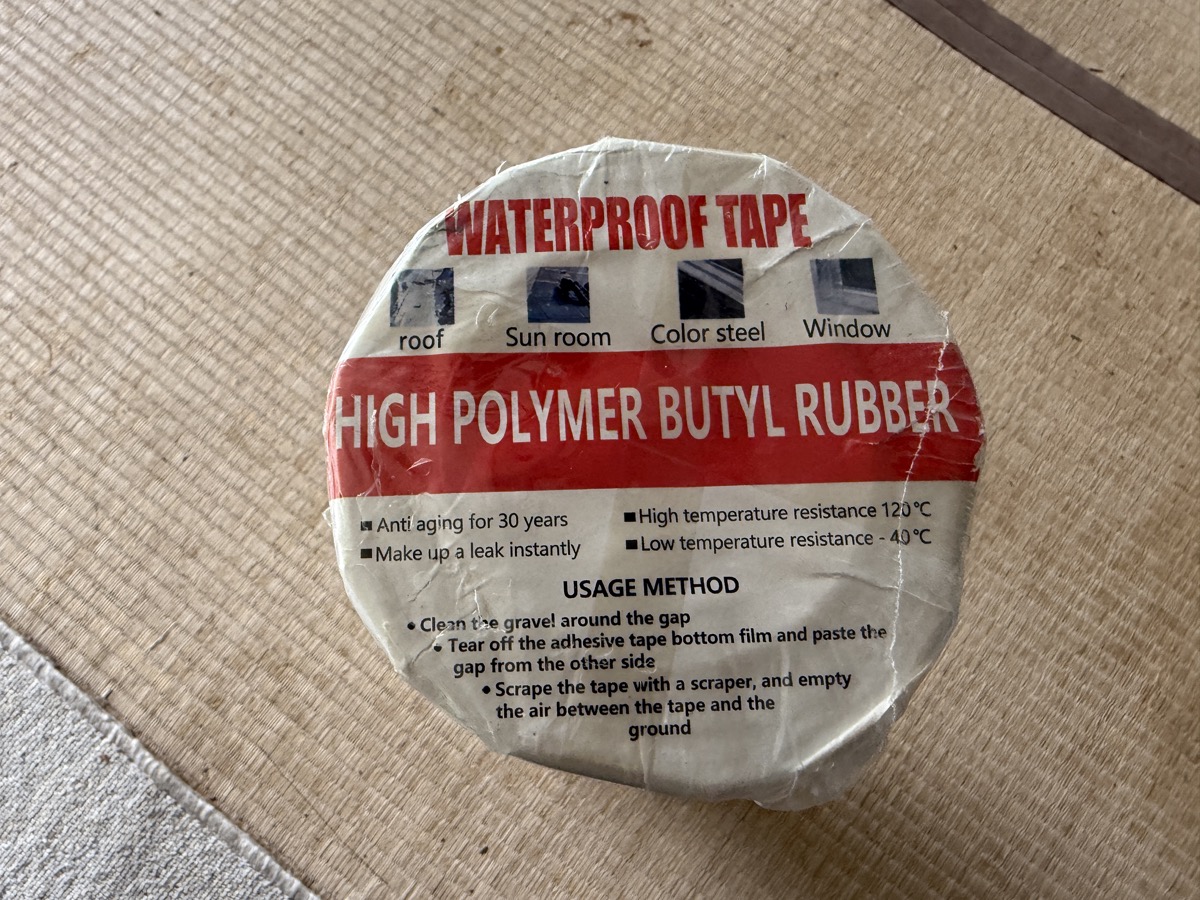 WATERPROOF TAPE
roof Sun room Color steel Window
HIGH POLYMER BUTYL RUBBER
■ Anti aging for 30 years ■ High temperature resistance 120℃
■ Make up a leak instantly ■ Low temperature resistance - 40℃
USAGE METHOD
• Clean the gravel around the gap
• Tear off the adhesive tape bottom film and paste the
gap from the other side
• Scrape the tape with a scraper, and empty
the air between the tape and the
ground